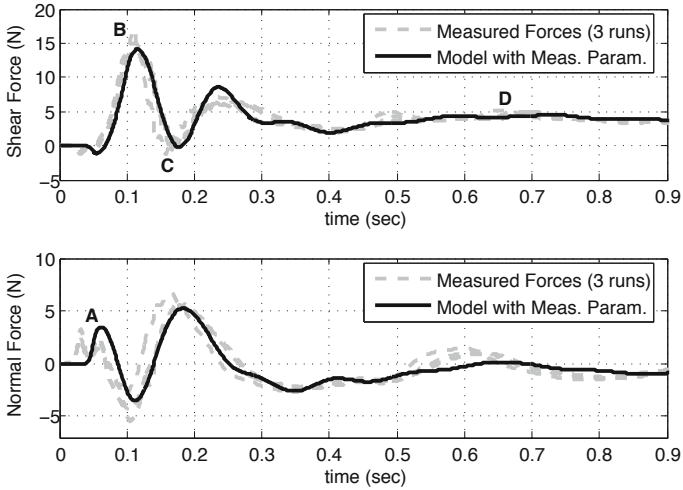 20
15
10
5
0
−5
Shear Force (N)
B
C
D
Measured Forces (3 runs)
Model with Meas. Param.
0 0.1 0.2 0.3 0.4 0.5 0.6 0.7 0.8 0.9
time (sec)
10
5
0
−5
Normal Force (N)
A
Measured Forces (3 runs)
Model with Meas. Param.
0 0.1 0.2 0.3 0.4 0.5 0.6 0.7 0.8 0.9
time (sec)